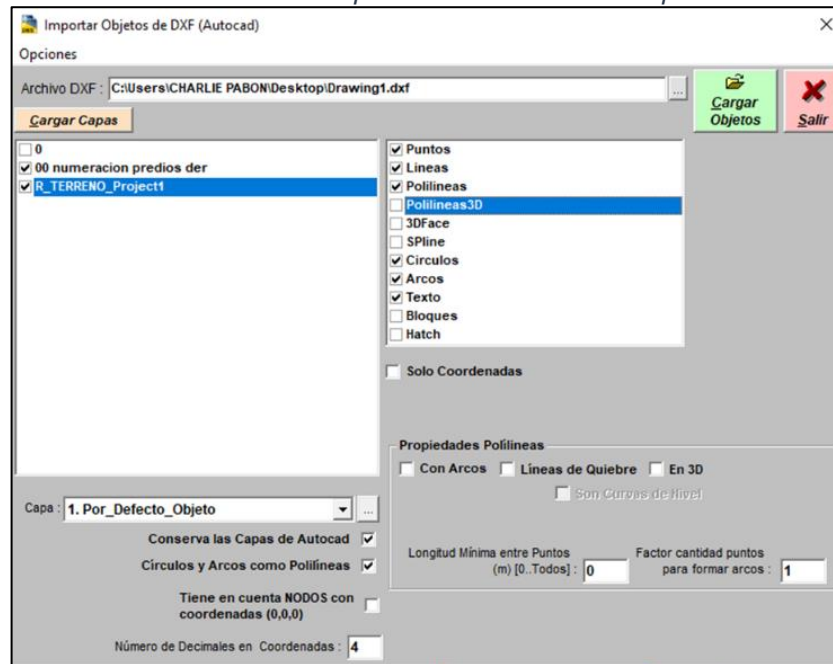 Importar Objetos de DXF (Autocad)
Opciones
Archivo DXF : C:\Users\CHARLIE PABON\Desktop\Drawing1.dxf ...
Cargar Objetos
Salir
Cargar Capas
0
00 numeracion predios der
R_TERRENO_Project1
Puntos
Lineas
Polilineas
Polilineas3D
3DFace
SPline
Circulos
Arcos
Texto
Bloques
Hatch
Solo Coordenadas
Propiedades Polilineas
Con Arcos Líneas de Quiebre En 3D
Son Curvas de Nivel
Longitud Mínima entre Puntos
(m) [0..Todos] : 0
Factor cantidad puntos
para formar arcos : 1
Capa : 1. Por_Defecto_Objeto ...
Conserva las Capas de Autocad
Círculos y Arcos como Polilíneas
Tiene en cuenta NODOS con
coordenadas (0,0,0)
Número de Decimales en Coordenadas : 4